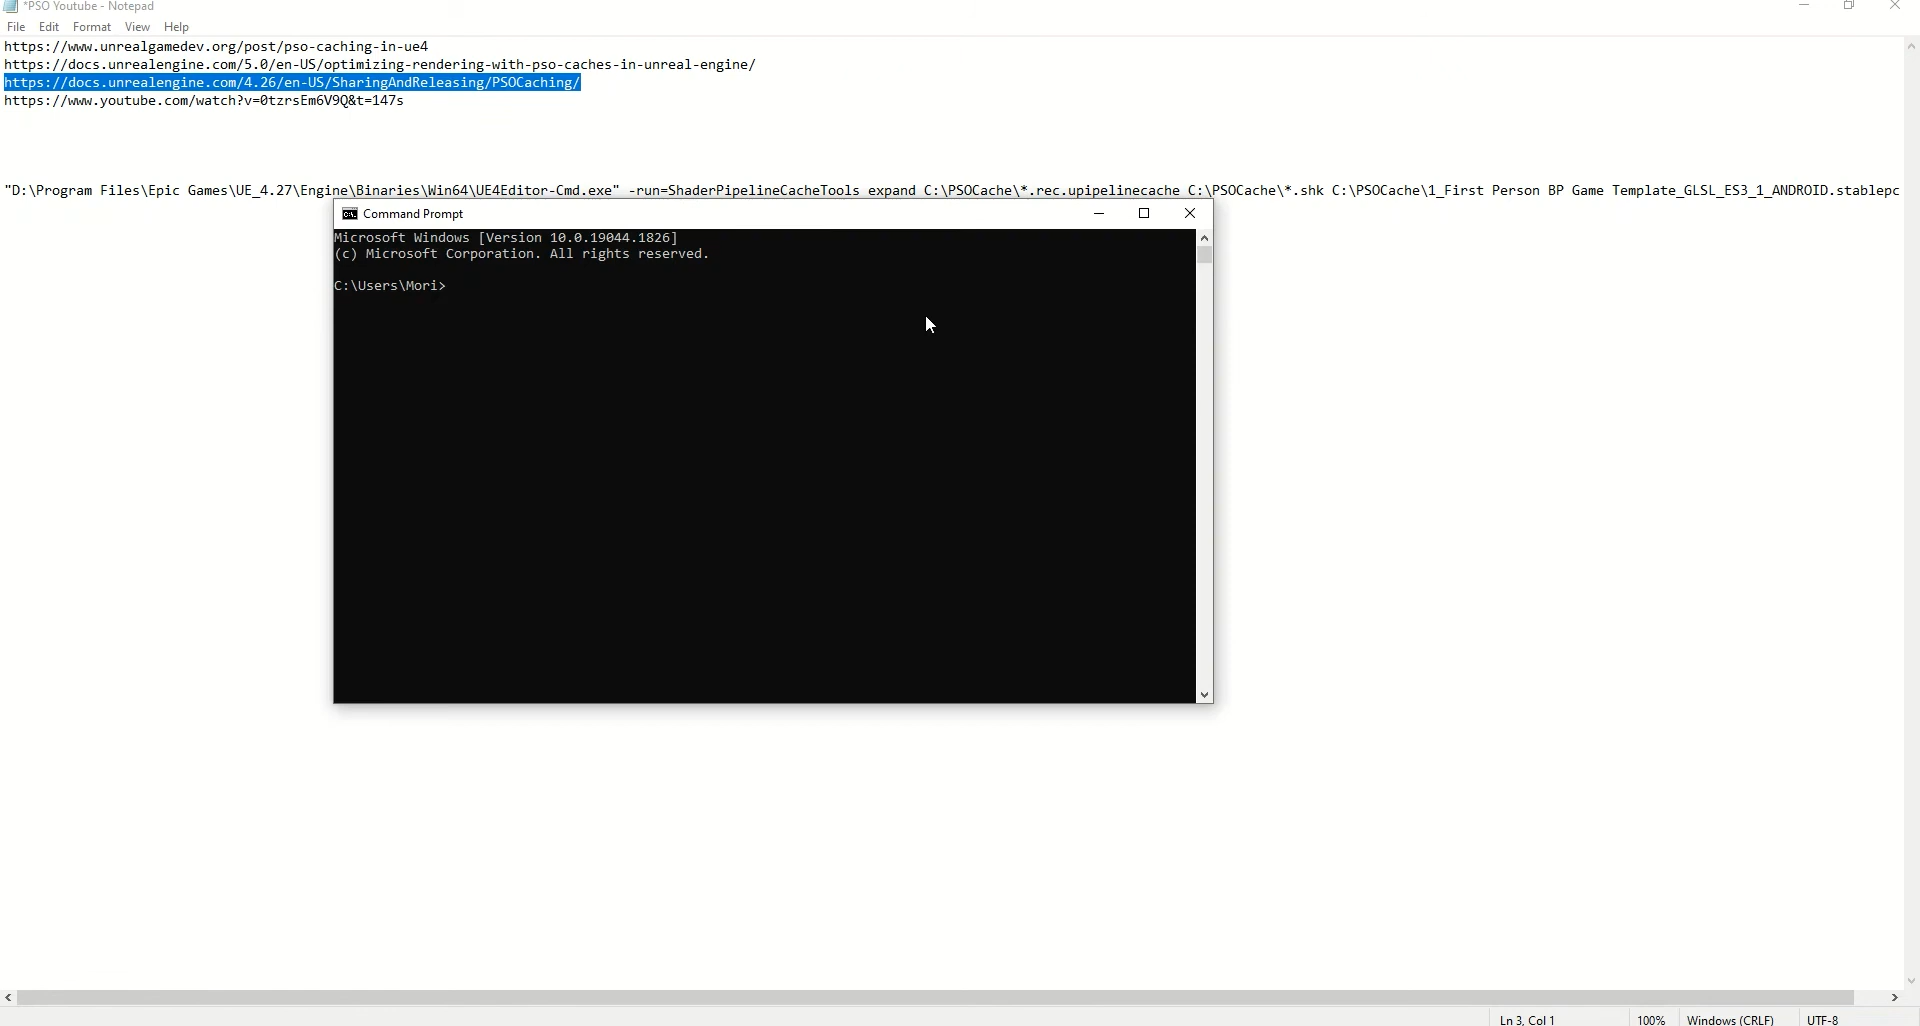 *PSO Youtube - Notepad
File Edit Format View Help
https://www.unrealgamedev.org/post/pso-caching-in-ue4
https://docs.unrealengine.com/5.0/en-US/optimizing-rendering-with-pso-caches-in-unreal-engine/
https://docs.unrealengine.com/4.26/en-US/SharingAndReleasing/PSOCaching/
https://www.youtube.com/watch?v=0tzrsEm6V9Q&t=147s
"D:\Program Files\Epic Games\UE_4.27\Engine\Binaries\Win64\UE4Editor-Cmd.exe" -run=ShaderPipelineCacheTools expand C:\PSOCache\*.rec.upipelinecache C:\PSOCache\*.shk C:\PSOCache\1_First Person BP Game Template_GLSL_ES3_1_ANDROID.stablepc
Command Prompt
Microsoft Windows [Version 10.0.19044.1826]
(c) Microsoft Corporation. All rights reserved.
C:\Users\Mori>
Ln 3, Col 1 100% Windows (CRLF) UTF-8